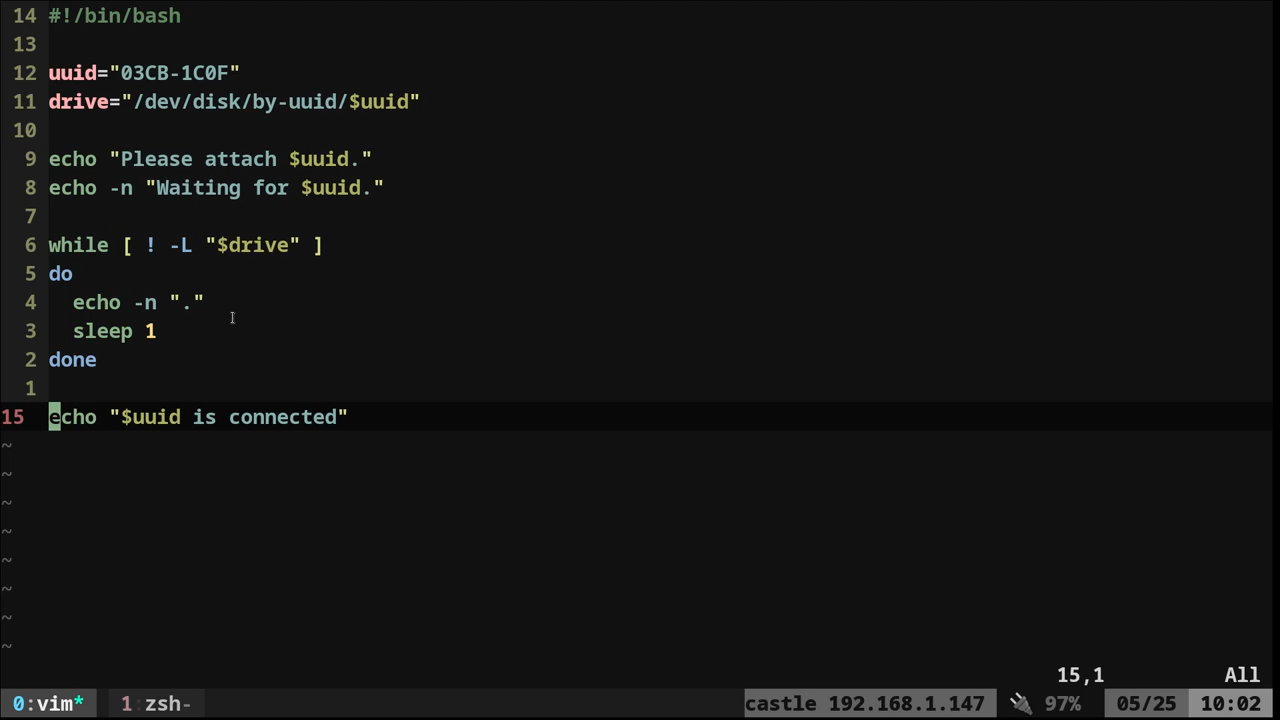 14 #!/bin/bash
13
12 uuid="03CB-1C0F"
11 drive="/dev/disk/by-uuid/$uuid"
10
9 echo "Please attach $uuid."
8 echo -n "Waiting for $uuid."
7
6 while [ ! -L "$drive" ]
5 do
4   echo -n "."
3   sleep 1
2 done
1
15 echo "$uuid is connected"
~
~
~
~
~
~
~
~
15,1 All
0:vim* 1 zsh- castle 192.168.1.147 🔌 97% 05/25 10:02